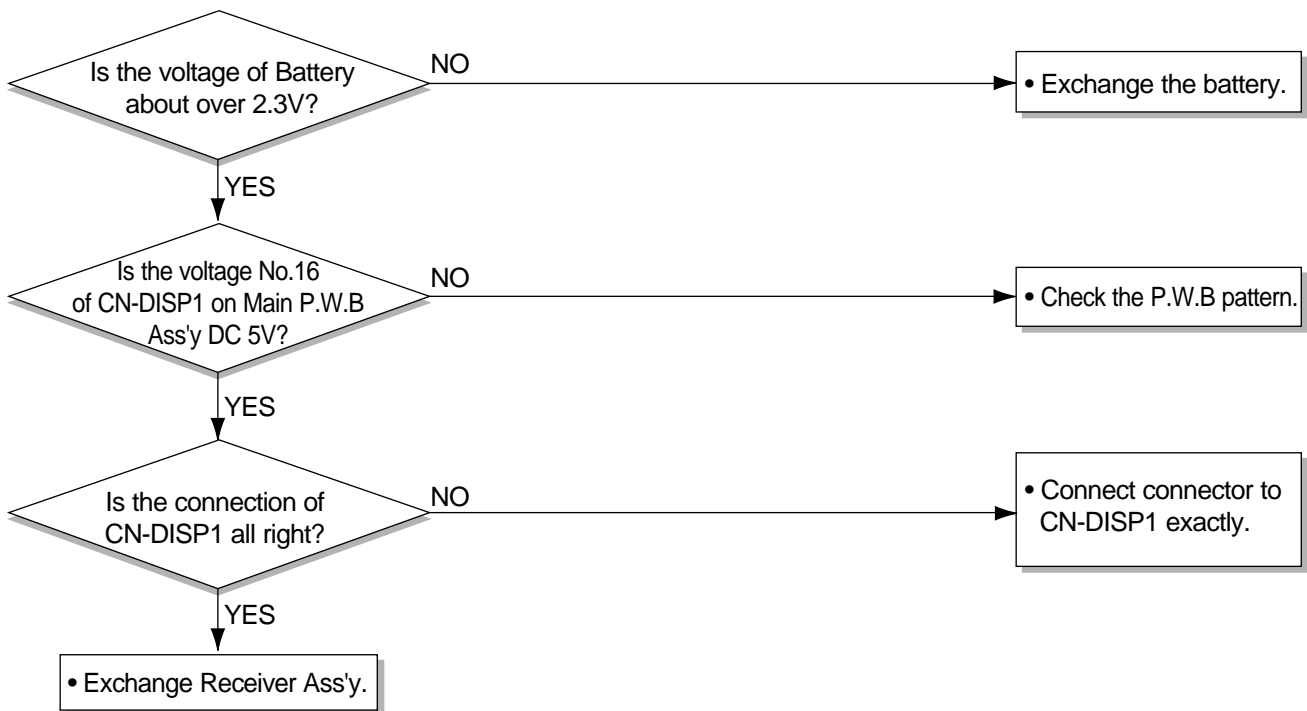 Is the voltage of Battery
about over 2.3V?
NO
• Exchange the battery.
YES
Is the voltage No.16
of CN-DISP1 on Main P.W.B
Ass'y DC 5V?
NO
• Check the P.W.B pattern.
YES
Is the connection of
CN-DISP1 all right?
NO
• Connect connector to
CN-DISP1 exactly.
YES
• Exchange Receiver Ass'y.